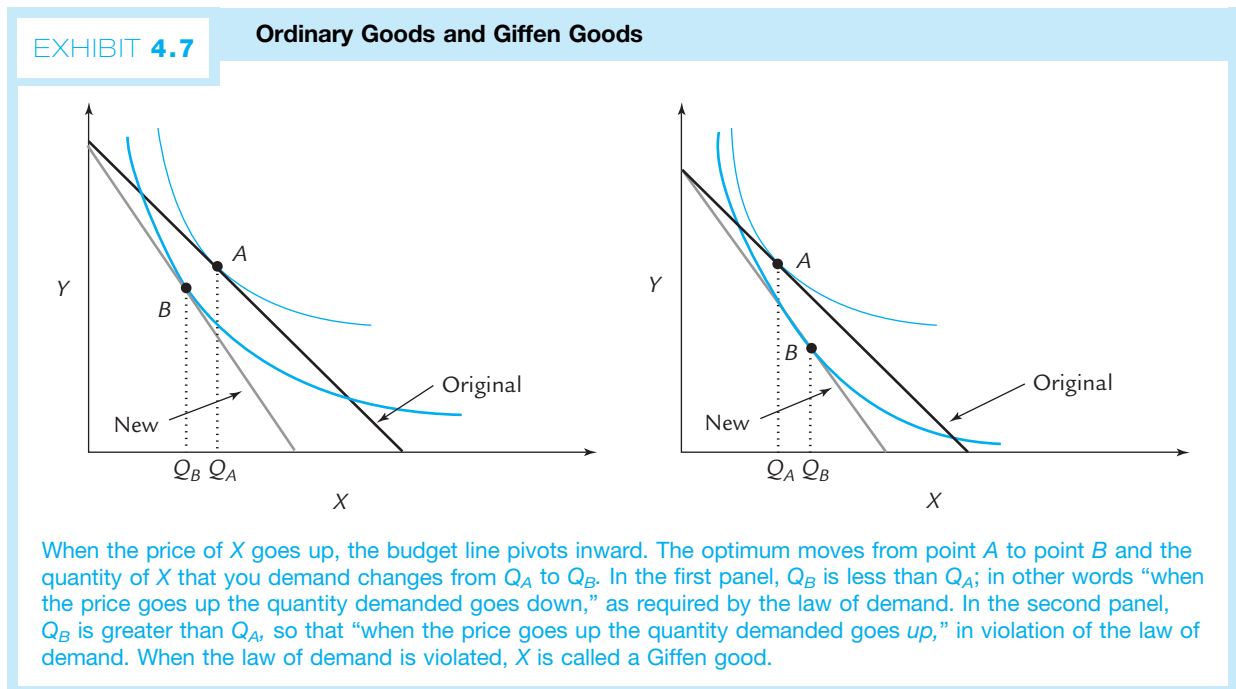 EXHIBIT 4.7
Ordinary Goods and Giffen Goods
Y
A
B
Original
New
Q_B Q_A
X
Y
A
B
Original
New
Q_A Q_B
X
When the price of X goes up, the budget line pivots inward. The optimum moves from point A to point B and the
quantity of X that you demand changes from Q_A to Q_B. In the first panel, Q_B is less than Q_A; in other words “when
the price goes up the quantity demanded goes down,” as required by the law of demand. In the second panel,
Q_B is greater than Q_A, so that “when the price goes up the quantity demanded goes up,” in violation of the law of
demand. When the law of demand is violated, X is called a Giffen good.